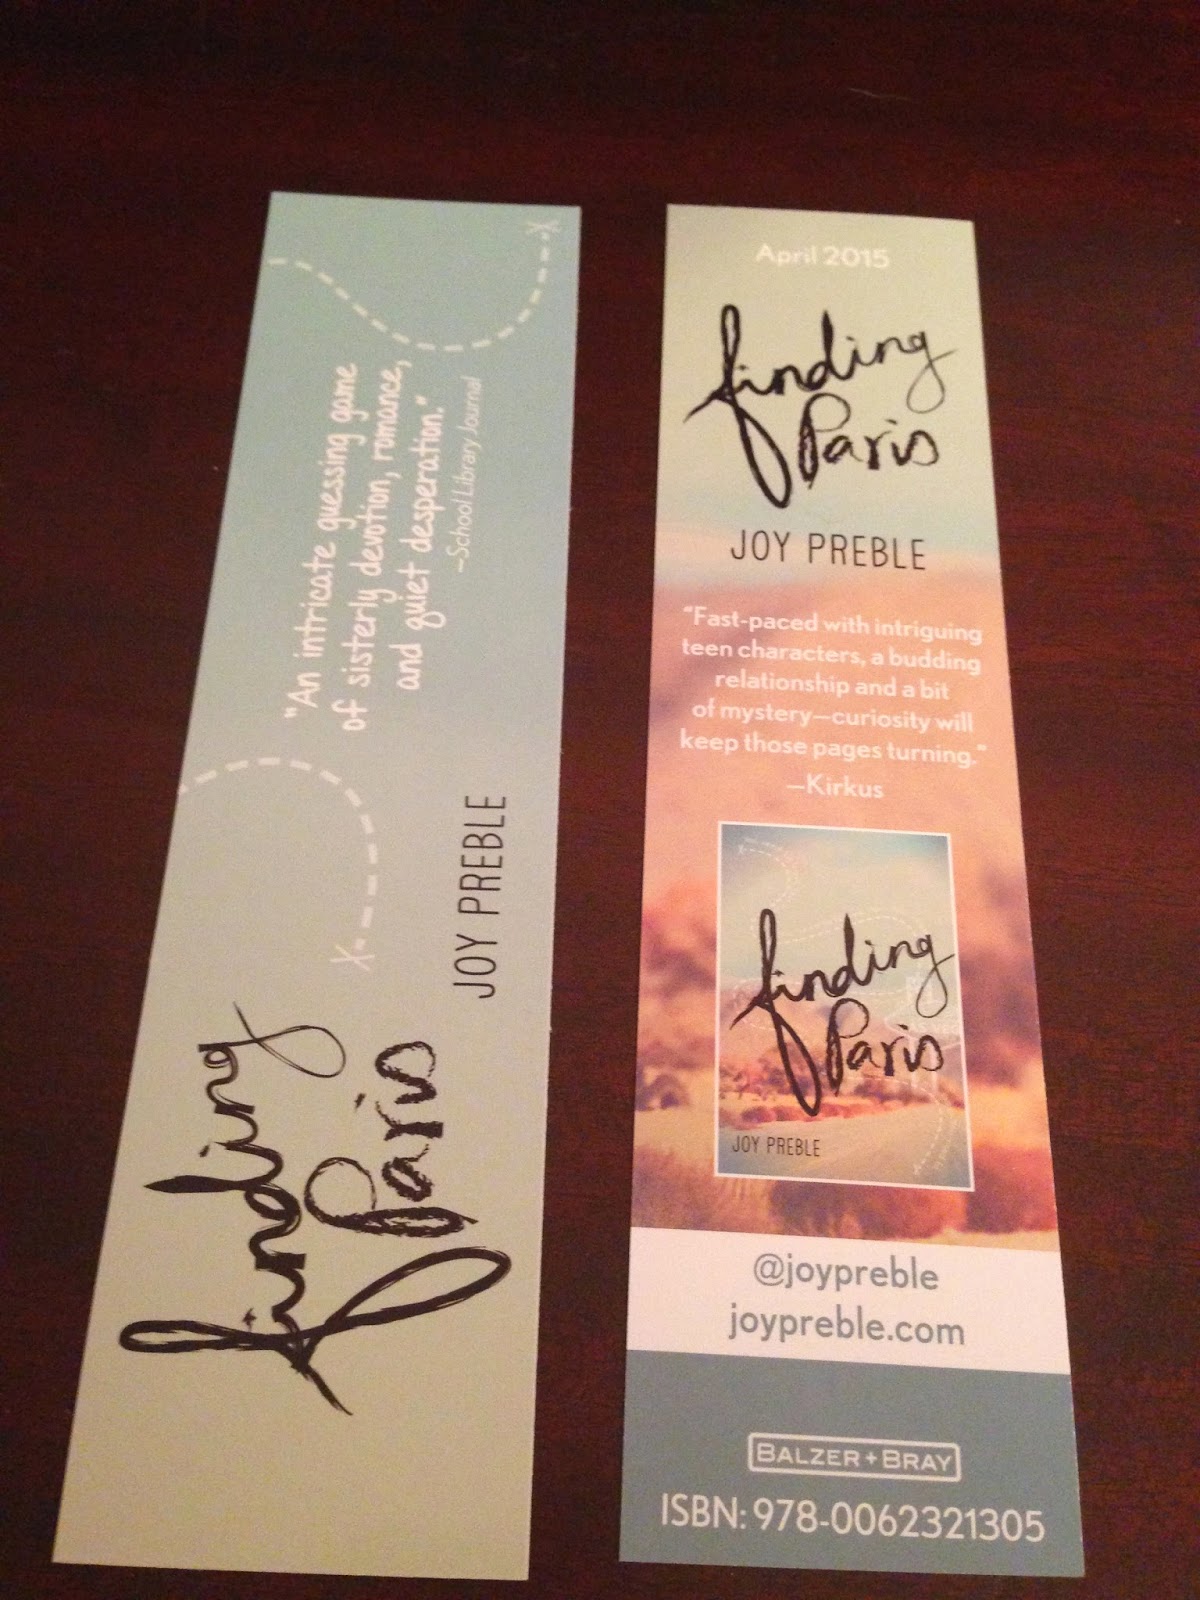 finding
Paris
JOY PREBLE
"An intricate guessing game
of sisterly devotion, romance,
and quiet desperation."
–School Library Journal
April 2015
finding
Paris
JOY PREBLE
"Fast-paced with intriguing
teen characters, a budding
relationship and a bit
of mystery—curiosity will
keep those pages turning."
—Kirkus
finding
Paris
JOY PREBLE
@joypreble
joypreble.com
BALZER + BRAY
ISBN: 978-0062321305